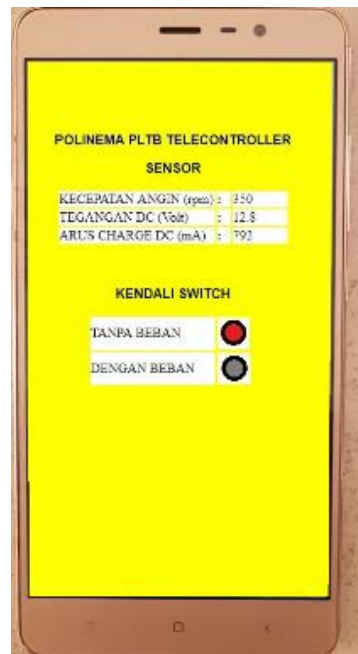 POLINEMA PLTB TELECONTROLLER
SENSOR
KECEPATAN ANGIN (rpm) : 350
TEGANGAN DC (Volt) : 12.8
ARUS CHARGE DC (mA) : 792
KENDALI SWITCH
TANPA BEBAN
DENGAN BEBAN